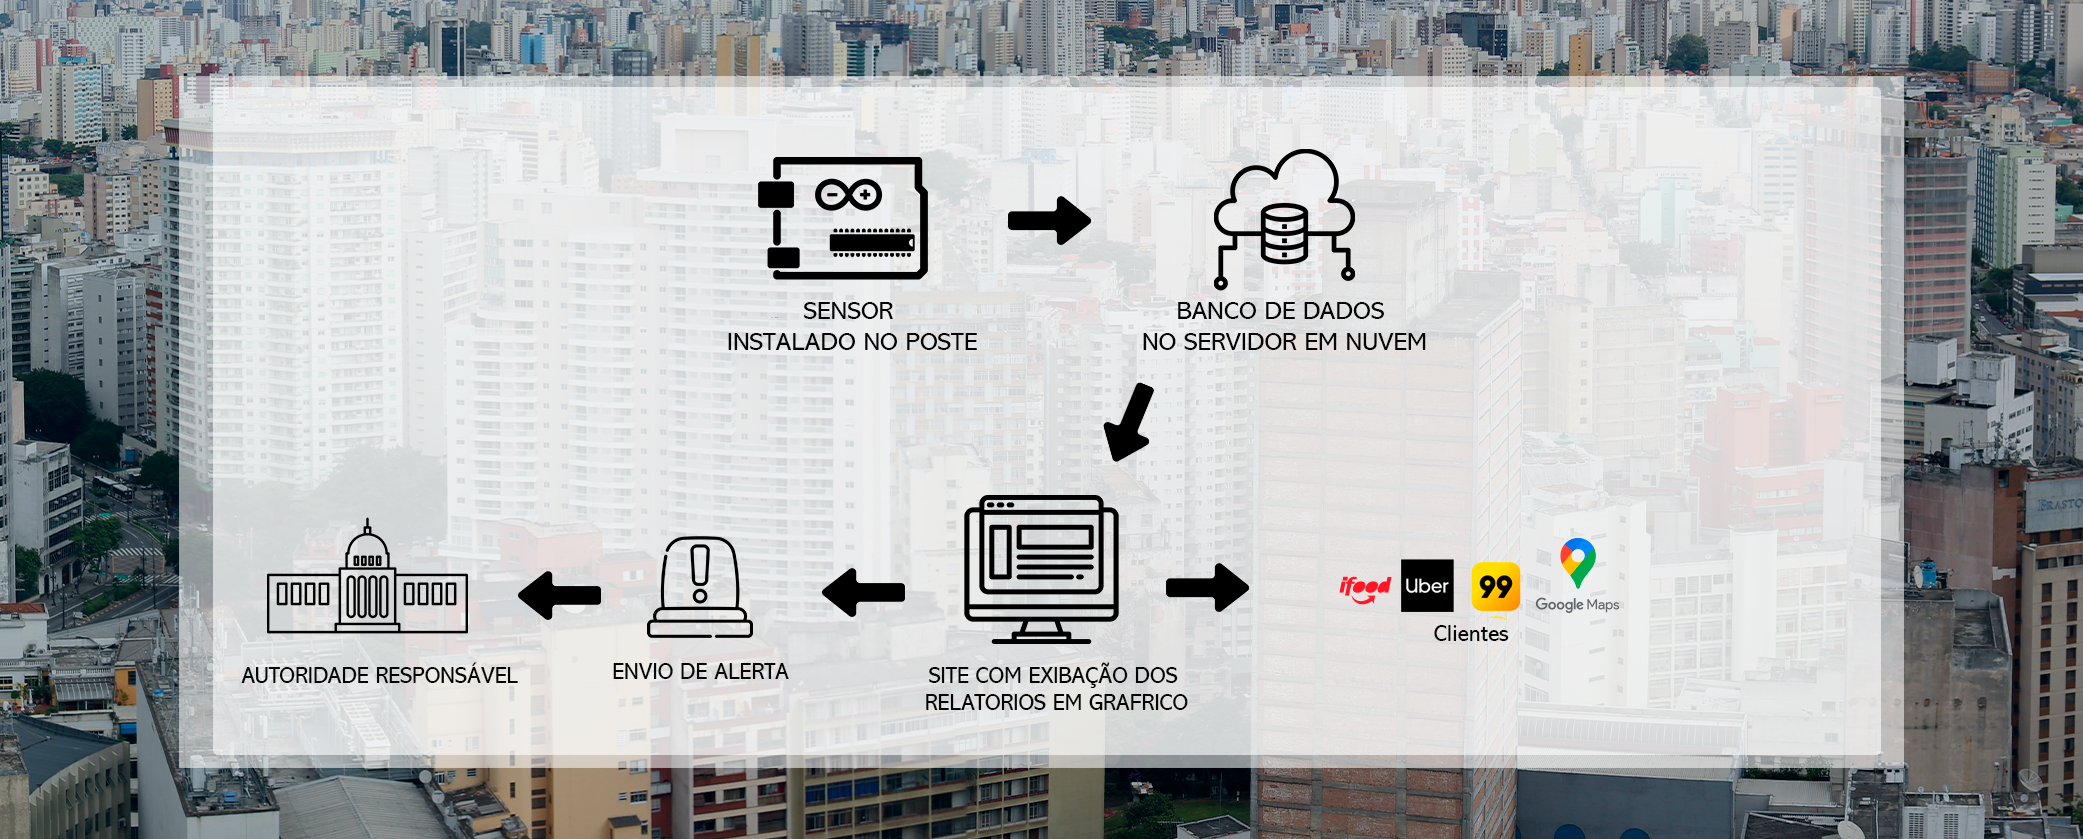 SENSOR
INSTALADO NO POSTE
BANCO DE DADOS
NO SERVIDOR EM NUVEM
AUTORIDADE RESPONSÁVEL
ENVIO DE ALERTA
SITE COM EXIBAÇÃO DOS
RELATORIOS EM GRAFRICO
ifood
Uber
99
Google Maps
Clientes